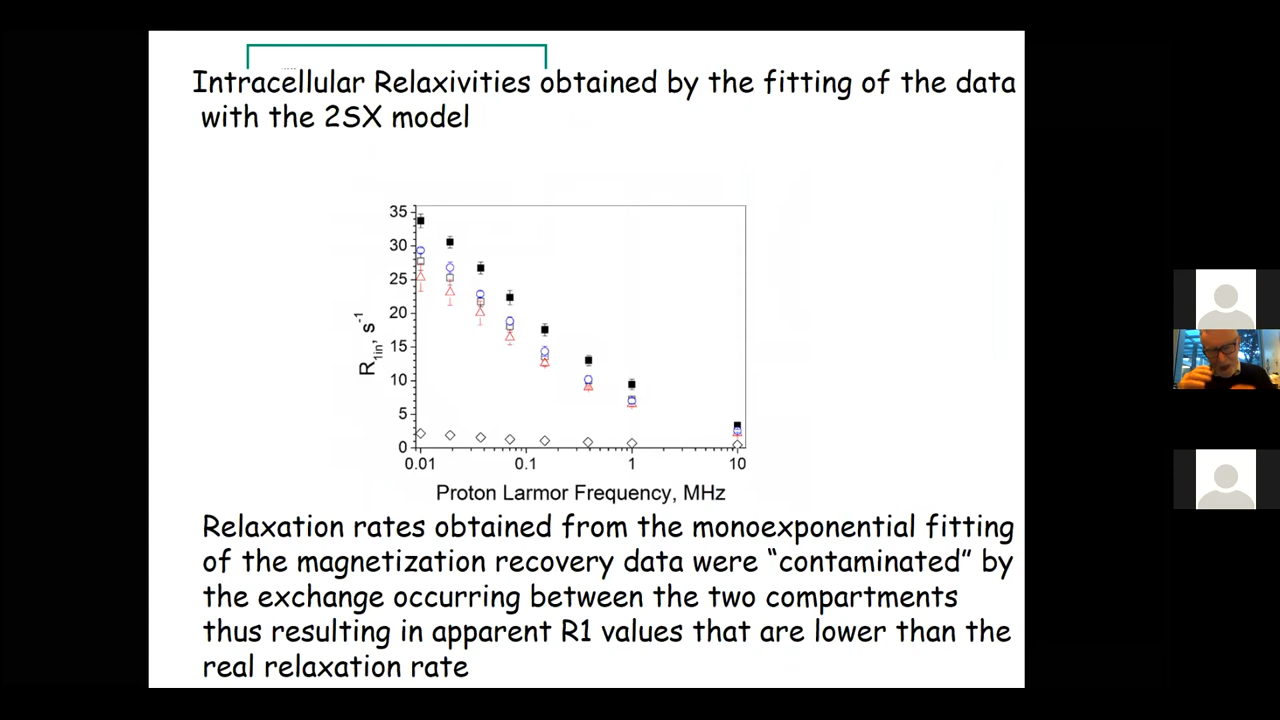 Intracellular Relaxivities obtained by the fitting of the data
with the 2SX model
35
30
25
20
15
10
5
0
R1in, s-1
0.01 0.1 1 10
Proton Larmor Frequency, MHz
Relaxation rates obtained from the monoexponential fitting
of the magnetization recovery data were “contaminated” by
the exchange occurring between the two compartments
thus resulting in apparent R1 values that are lower than the
real relaxation rate